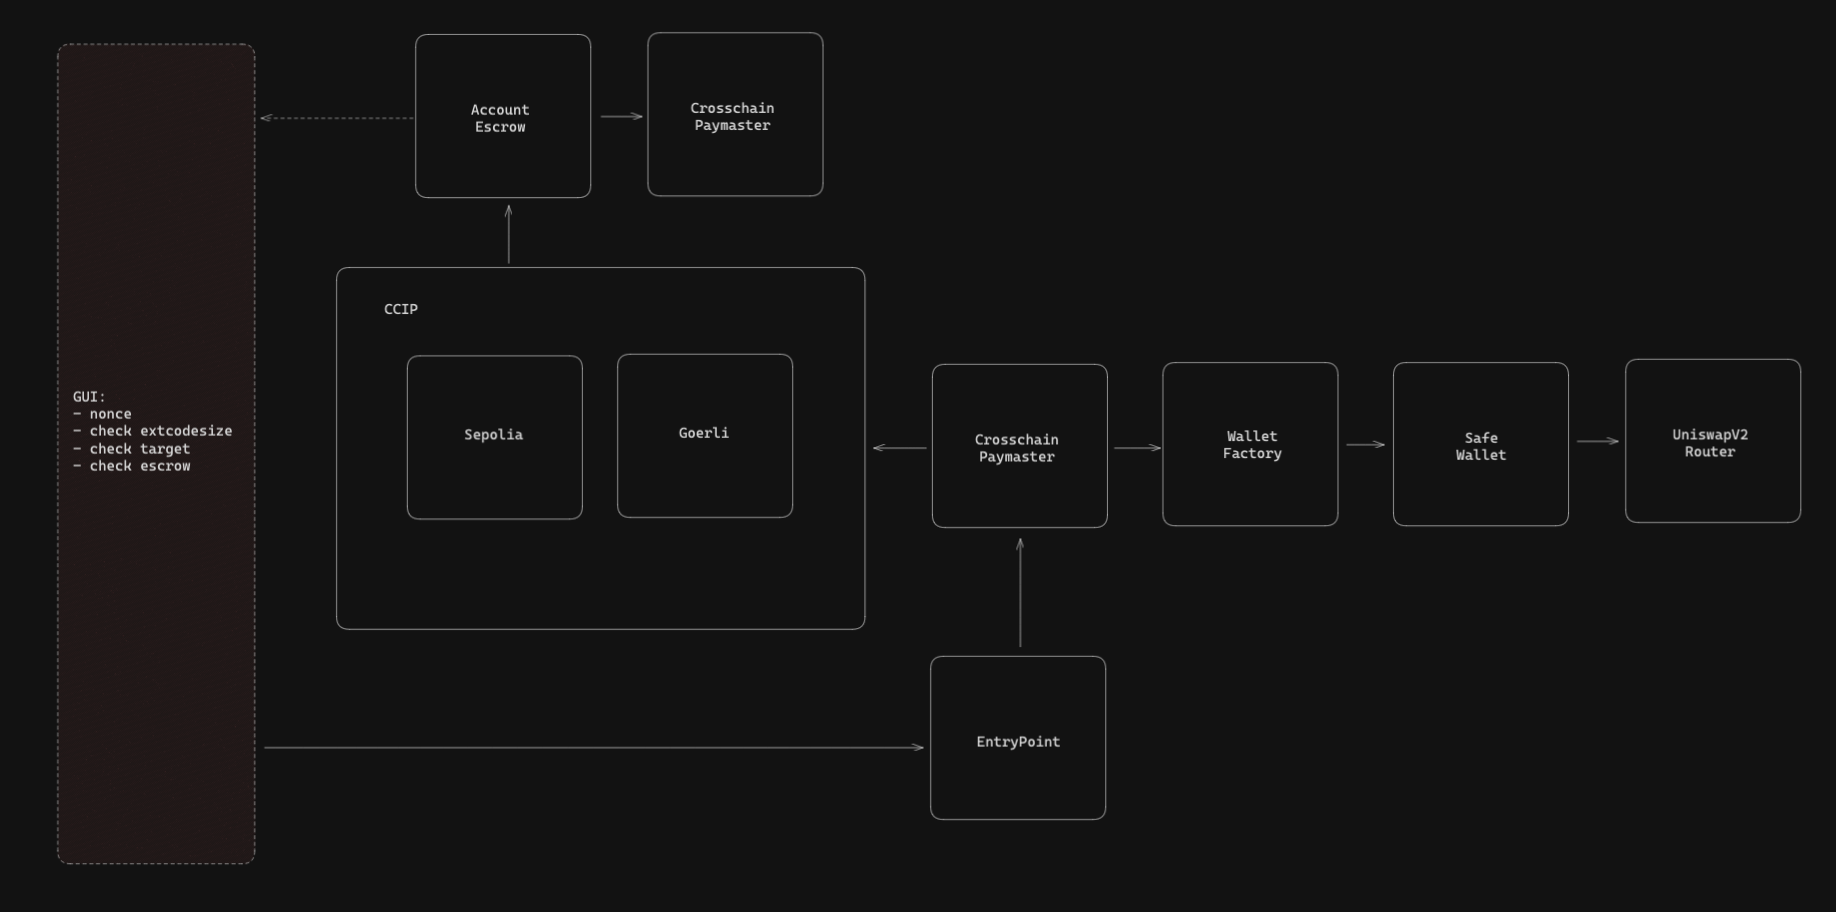 Account
Escrow
Crosschain
Paymaster
CCIP
Sepolia
Goerli
GUI:
- nonce
- check extcodesize
- check target
- check escrow
Crosschain
Paymaster
Wallet
Factory
Safe
Wallet
UniswapV2
Router
EntryPoint